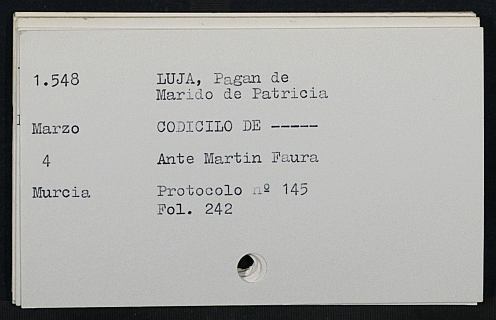 1.548 LUJA, Pagan de
Marido de Patricia
Marzo CODICILO DE -----
4 Ante Martin Faura
Murcia Protocolo nº 145
Fol. 242